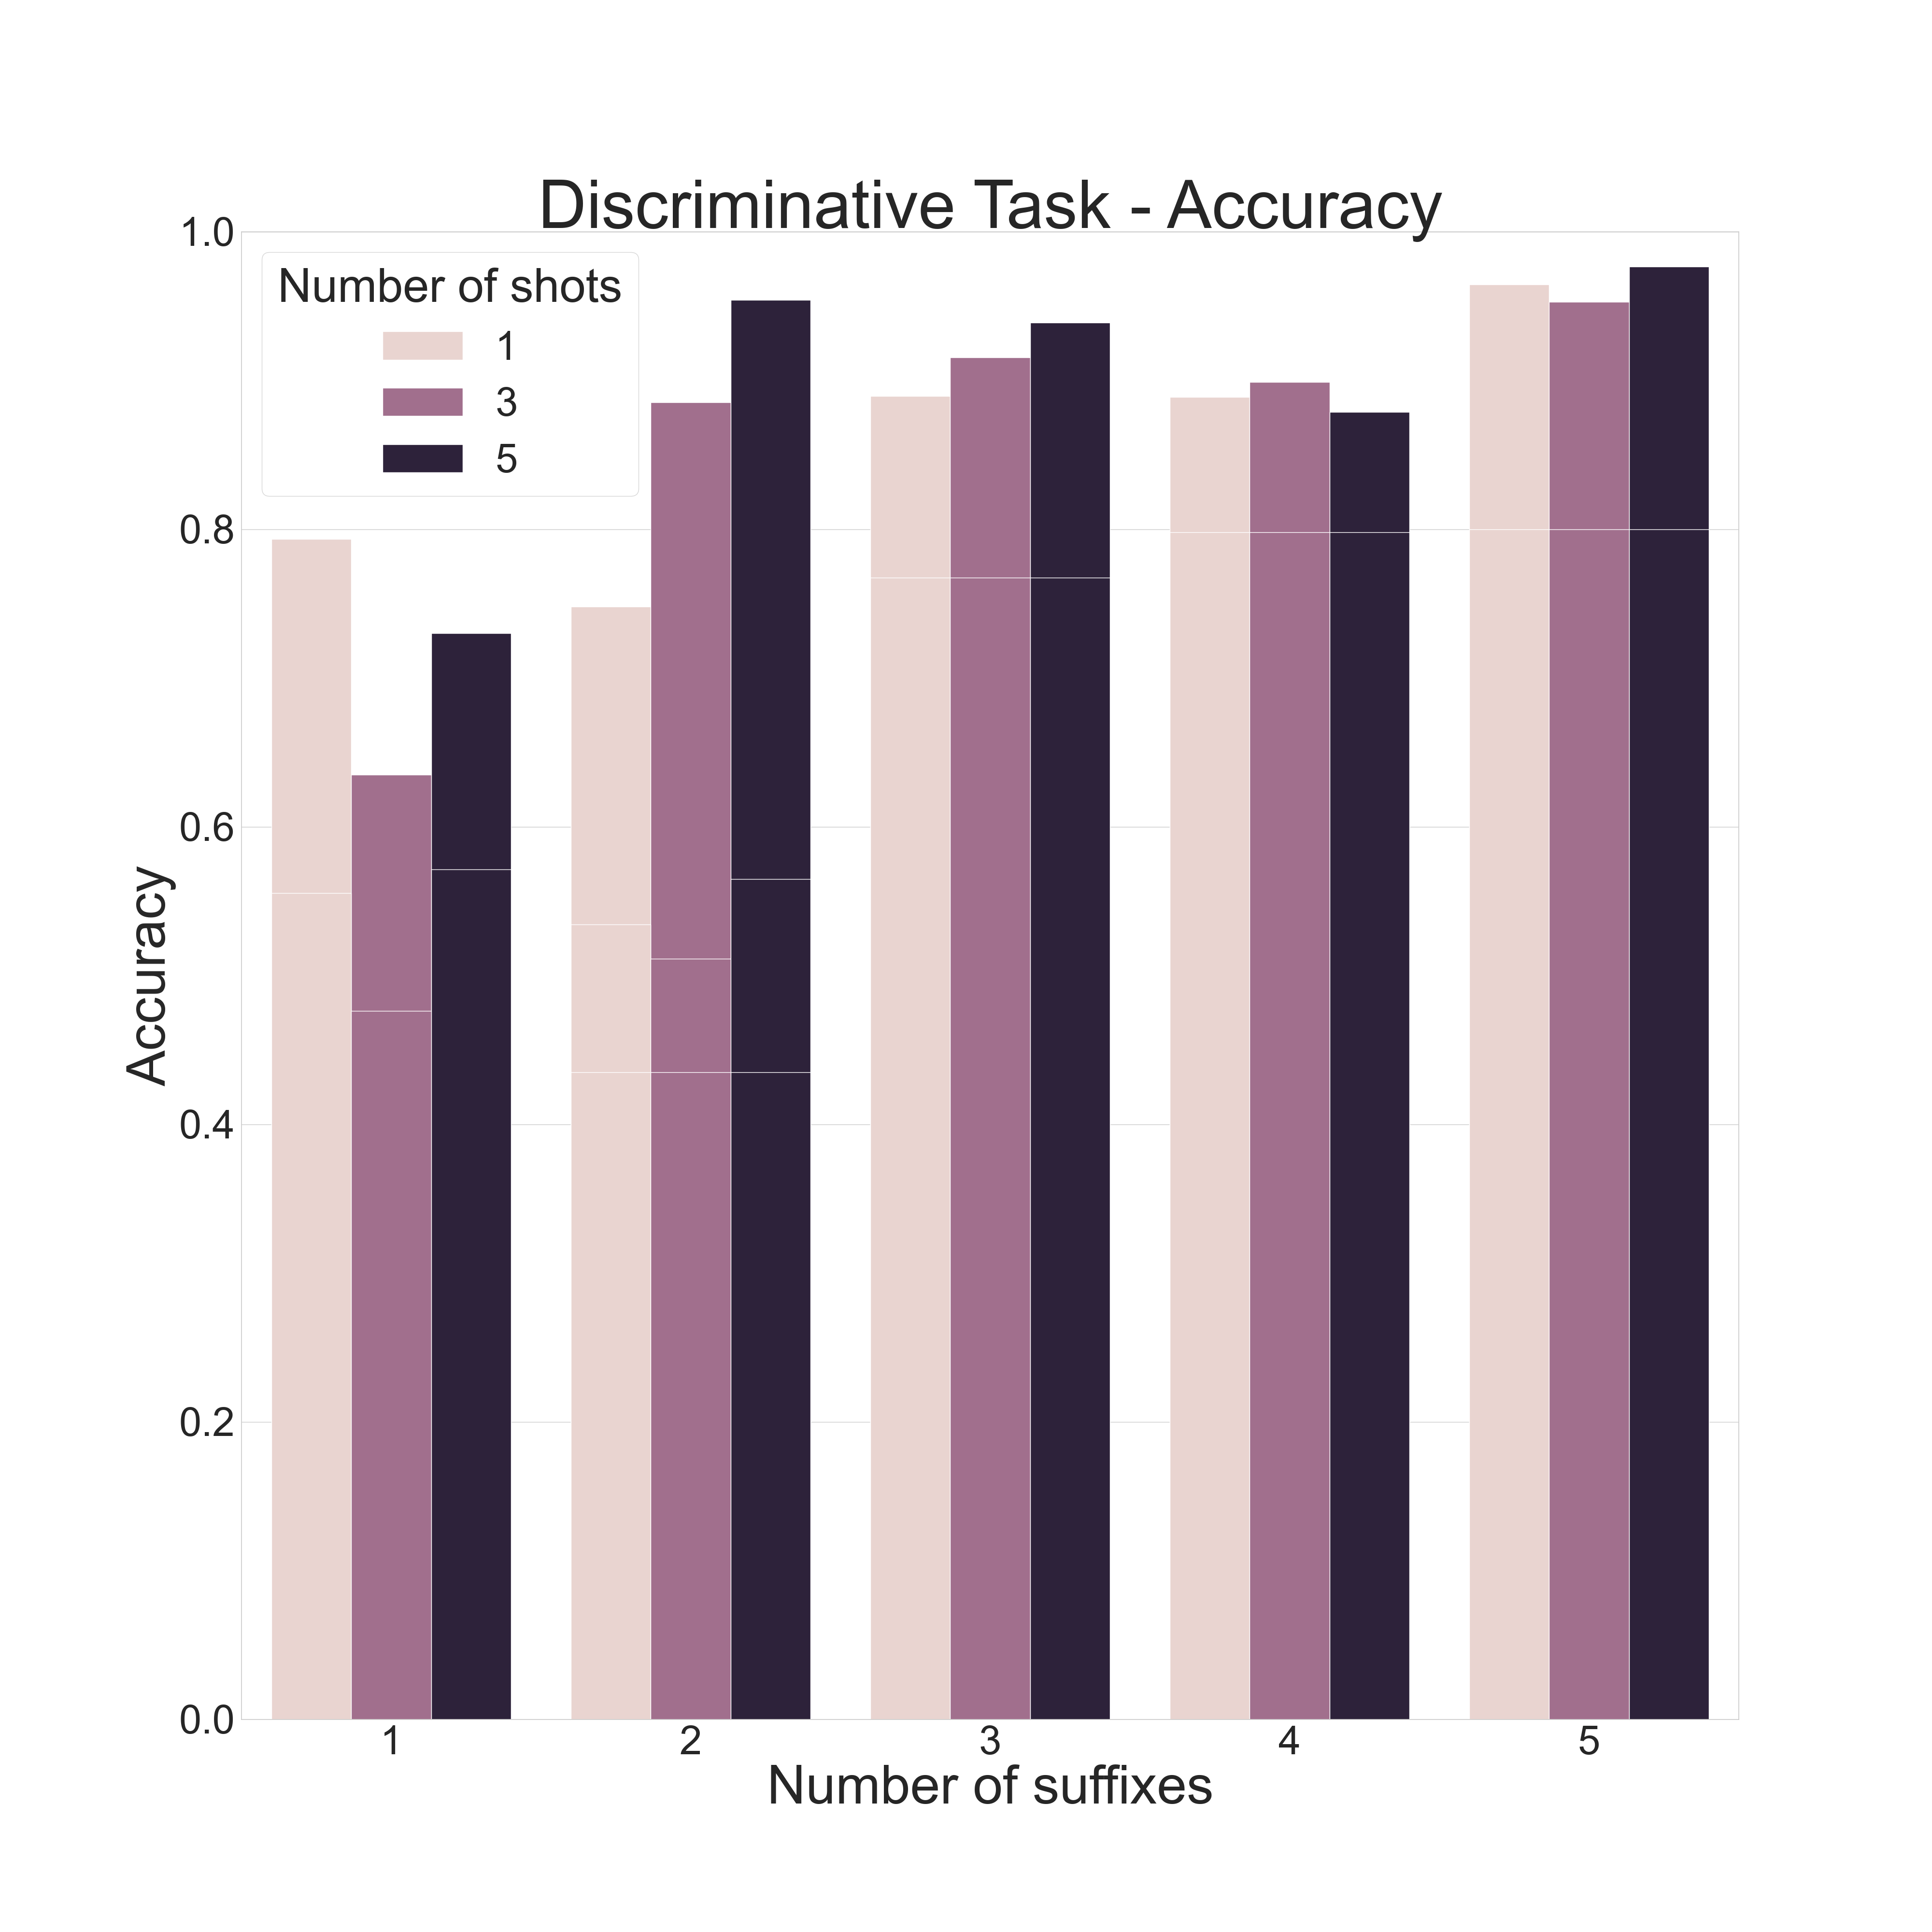 Discriminative Task - Accuracy
Number of shots
1
3
5
1.0
0.8
0.6
0.4
0.2
0.0
Accuracy
1 2 3 4 5
Number of suffixes